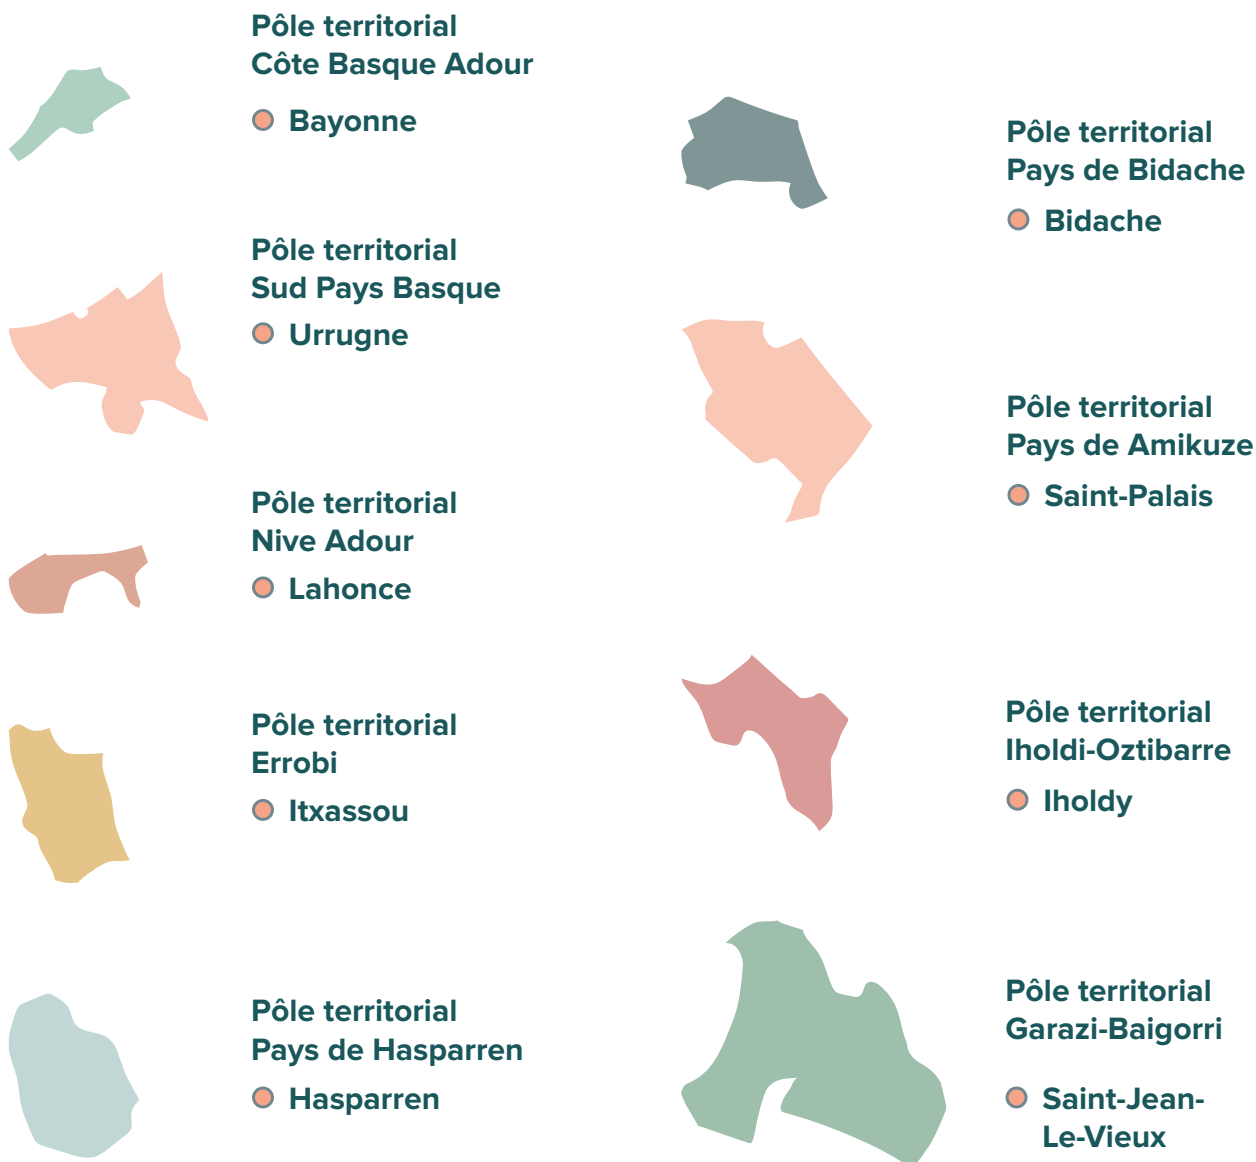 Pôle territorial
Côte Basque Adour
Bayonne
Pôle territorial
Sud Pays Basque
Urrugne
Pôle territorial
Nive Adour
Lahonce
Pôle territorial
Errobi
Itxassou
Pôle territorial
Pays de Hasparren
Hasparren
Pôle territorial
Pays de Bidache
Bidache
Pôle territorial
Pays de Amikuze
Saint-Palais
Pôle territorial
Iholdi-Oztibarre
Iholdy
Pôle territorial
Garazi-Baigorri
Saint-Jean-
Le-Vieux